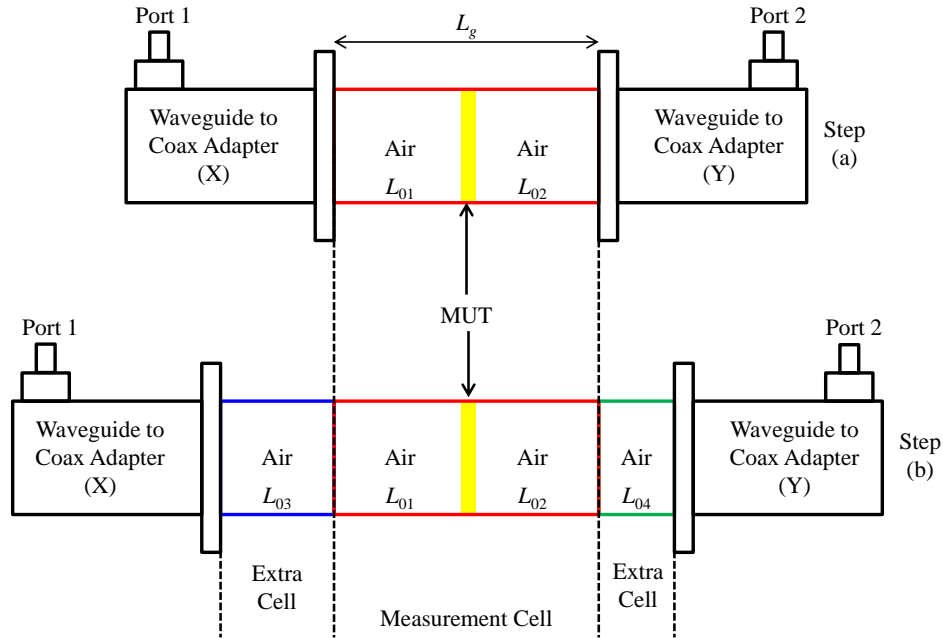 Port 1
Port 2
L_g
Waveguide to
Coax Adapter
(X)
Air
L_01
Air
L_02
Waveguide to
Coax Adapter
(Y)
Step
(a)
MUT
Port 1
Port 2
Waveguide to
Coax Adapter
(X)
Air
L_03
Air
L_01
Air
L_02
Air
L_04
Waveguide to
Coax Adapter
(Y)
Step
(b)
Extra
Cell
Measurement Cell
Extra
Cell